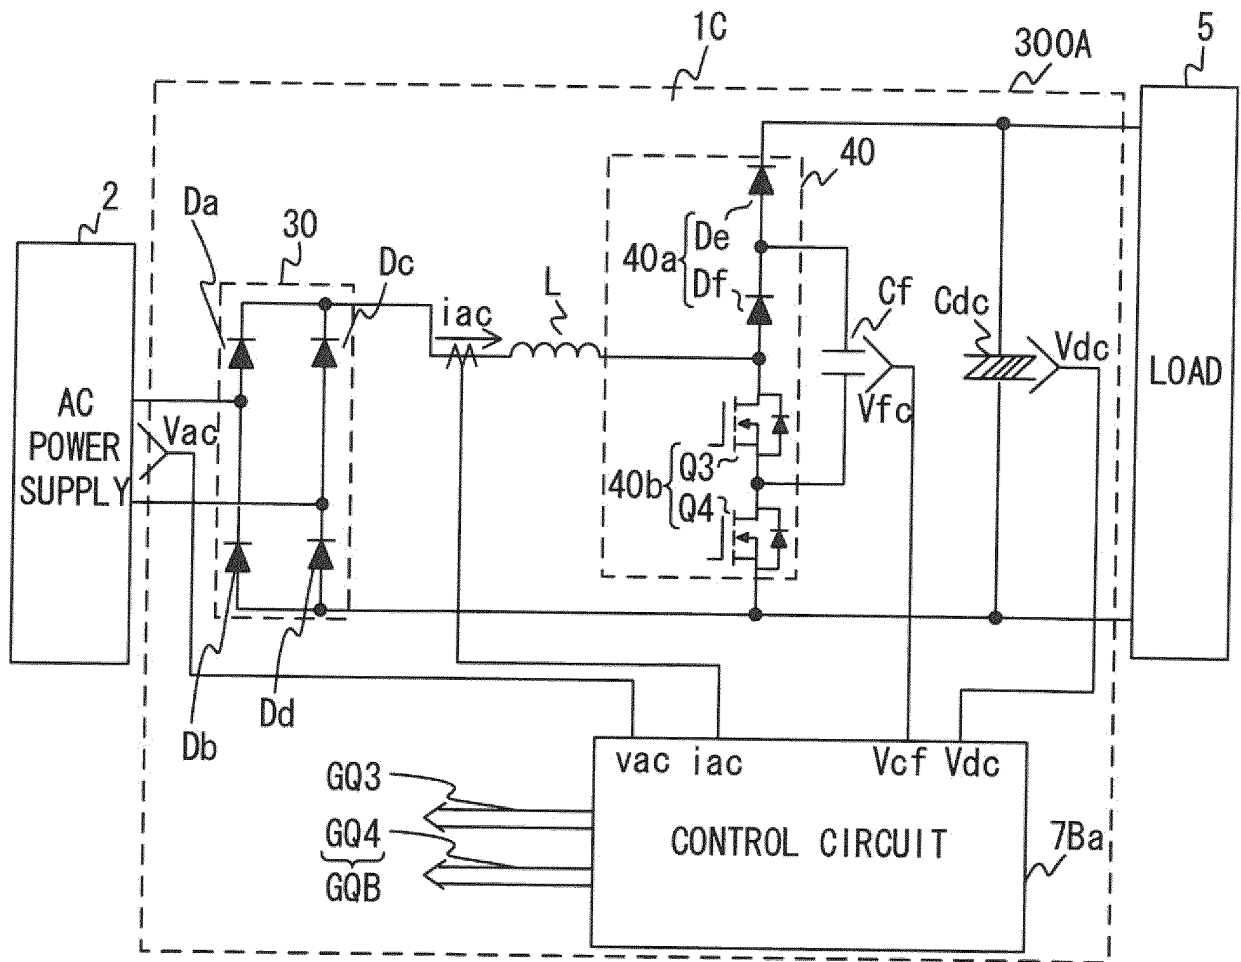 1C
300A
5
2
Da
30
Dc
iac
L
40
40a
De
Df
Cf
Cdc
Vdc
LOAD
AC
POWER
SUPPLY
Vac
Vfc
40b
Q3
Q4
Db
Dd
vac iac Vcf Vdc
GQ3
GQ4
GQB
CONTROL CIRCUIT
7Ba